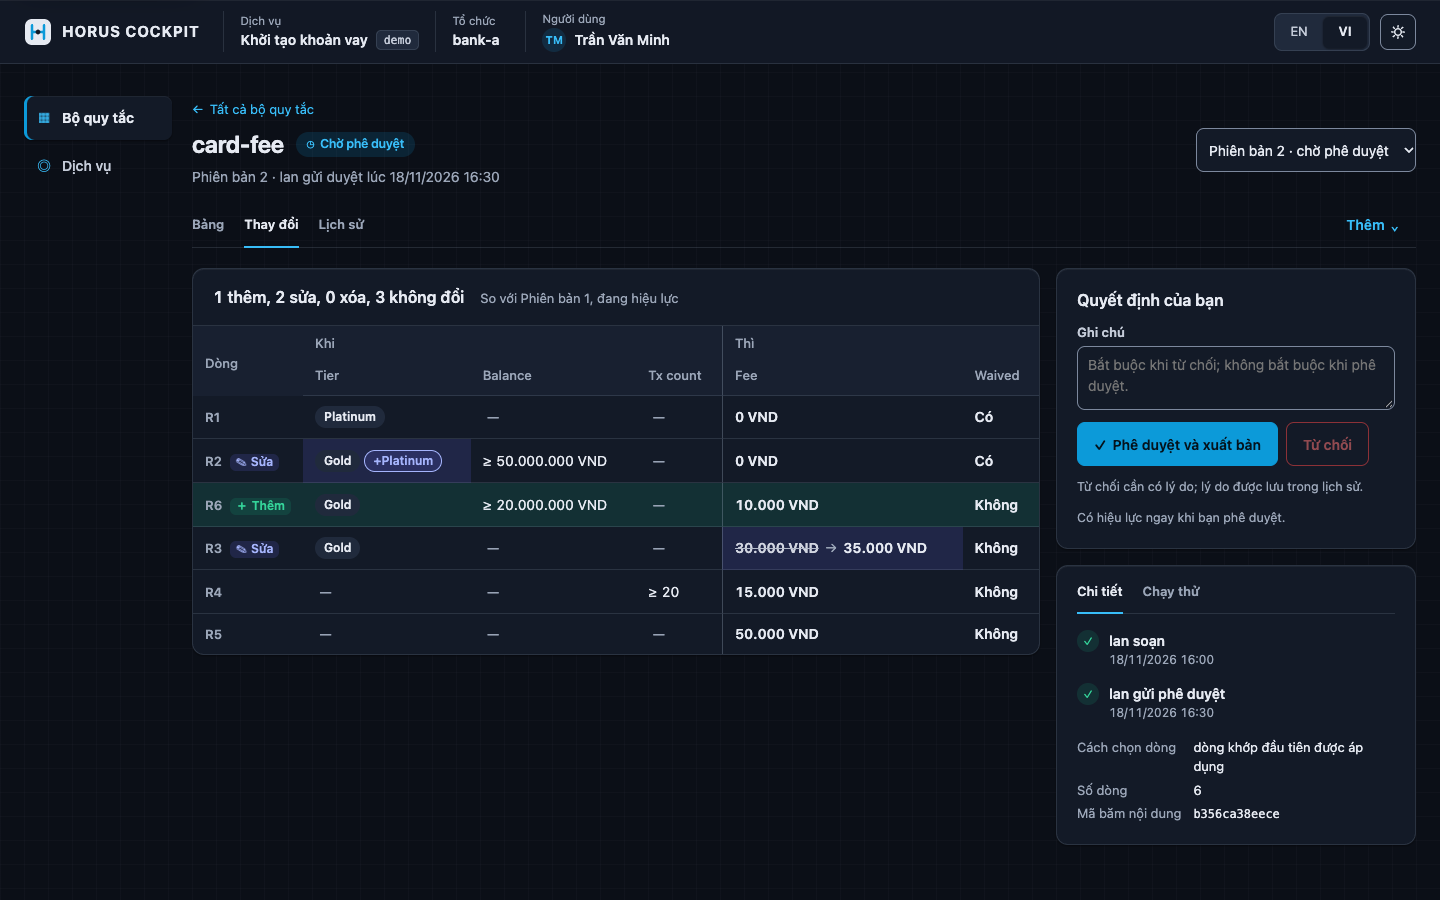 HORUS COCKPIT
Dịch vụ
Khởi tạo khoản vay demo
Tổ chức
bank-a
Người dùng
TM Trần Văn Minh
EN VI
Bộ quy tắc
Dịch vụ
← Tất cả bộ quy tắc
card-fee Chờ phê duyệt
Phiên bản 2 · lan gửi duyệt lúc 18/11/2026 16:30
Phiên bản 2 · chờ phê duyệt
Bảng Thay đổi Lịch sử
Thêm
1 thêm, 2 sửa, 0 xóa, 3 không đổi So với Phiên bản 1, đang hiệu lực
Dòng Khi Thì
Tier Balance Tx count Fee Waived
R1 Platinum — — 0 VND Có
R2 ✎ Sửa Gold +Platinum ≥ 50.000.000 VND — 0 VND Có
R6 + Thêm Gold ≥ 20.000.000 VND — 10.000 VND Không
R3 ✎ Sửa Gold — — 30.000 VND → 35.000 VND Không
R4 — — ≥ 20 15.000 VND Không
R5 — — — 50.000 VND Không
Quyết định của bạn
Ghi chú
Bắt buộc khi từ chối; không bắt buộc khi phê
duyệt.
✓ Phê duyệt và xuất bản Từ chối
Từ chối cần có lý do; lý do được lưu trong lịch sử.
Có hiệu lực ngay khi bạn phê duyệt.
Chi tiết Chạy thử
✓ lan soạn
18/11/2026 16:00
✓ lan gửi phê duyệt
18/11/2026 16:30
Cách chọn dòng dòng khớp đầu tiên được áp
dụng
Số dòng 6
Mã băm nội dung b356ca38eece